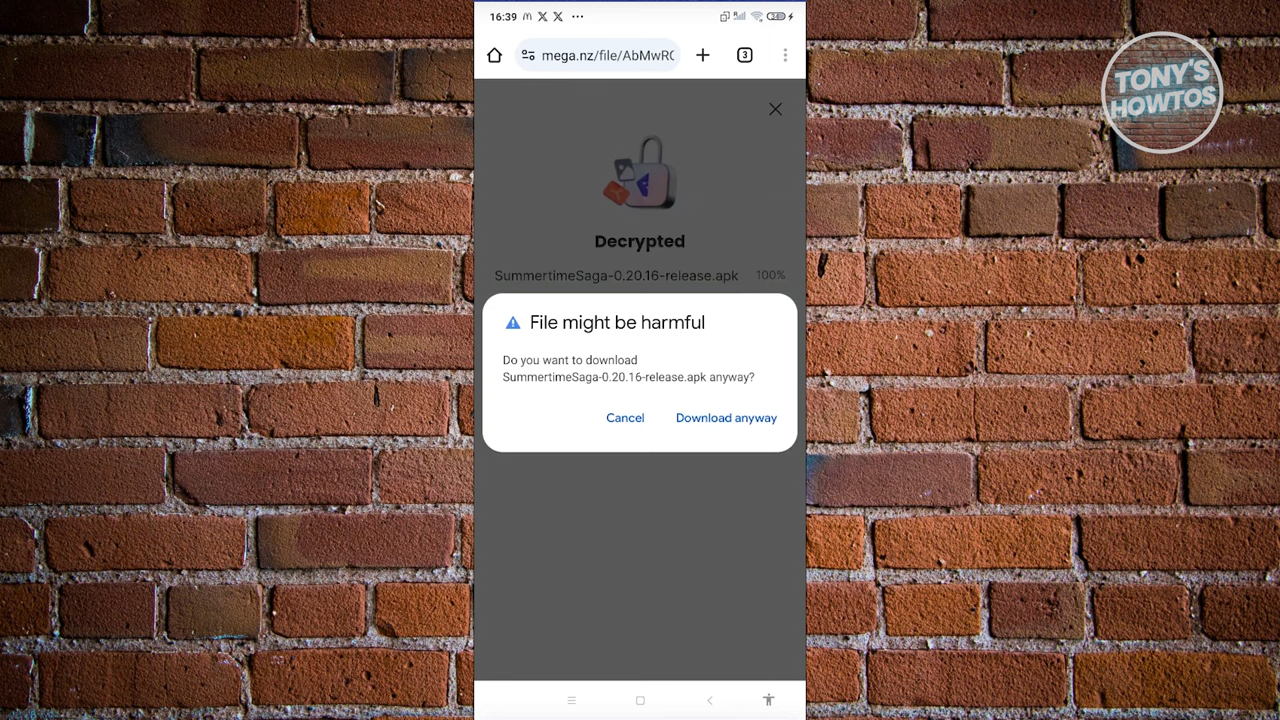 16:39
mega.nz/file/AbMwR
3
TONY'S
HOWTOS
Decrypted
SummertimeSaga-0.20.16-release.apk 100%
File might be harmful
Do you want to download
SummertimeSaga-0.20.16-release.apk anyway?
Cancel Download anyway